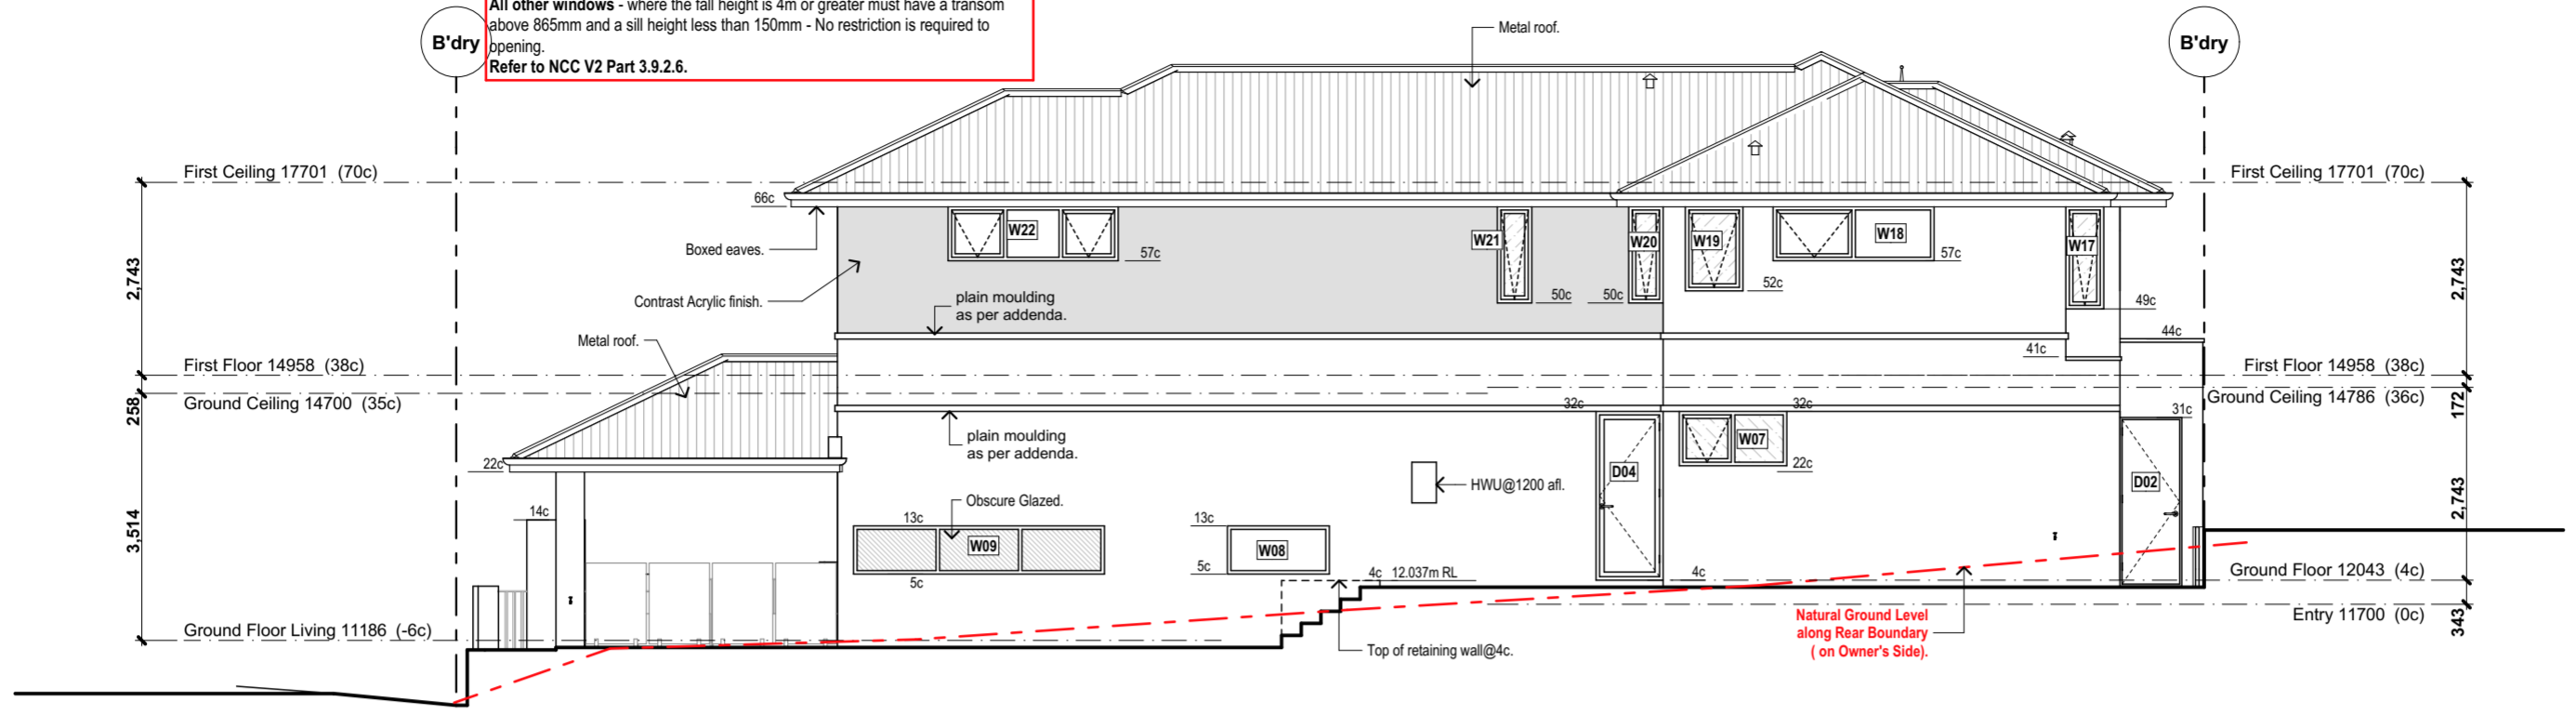 All other windows - where the fall height is 4m or greater must have a transom
above 865mm and a sill height less than 150mm - No restriction is required to
opening.
Refer to NCC V2 Part 3.9.2.6.
B'dry
B'dry
Metal roof.
First Ceiling 17701 (70c)
First Ceiling 17701 (70c)
66c
Boxed eaves.
W22
57c
W21
50c
W20
50c
W19
52c
W18
57c
W17
49c
2,743
2,743
Contrast Acrylic finish.
plain moulding
as per addenda.
Metal roof.
44c
41c
First Floor 14958 (38c)
First Floor 14958 (38c)
258
Ground Ceiling 14700 (35c)
172
Ground Ceiling 14786 (36c)
32c
32c
31c
plain moulding
as per addenda.
22c
W07
22c
D04
D02
HWU@1200 afl.
Obscure Glazed.
14c
13c
13c
3,514
2,743
W09
W08
5c
5c
4c 12.037m RL
4c
Ground Floor 12043 (4c)
Entry 11700 (0c)
343
Ground Floor Living 11186 (-6c)
Natural Ground Level
along Rear Boundary
( on Owner's Side).
Top of retaining wall@4c.